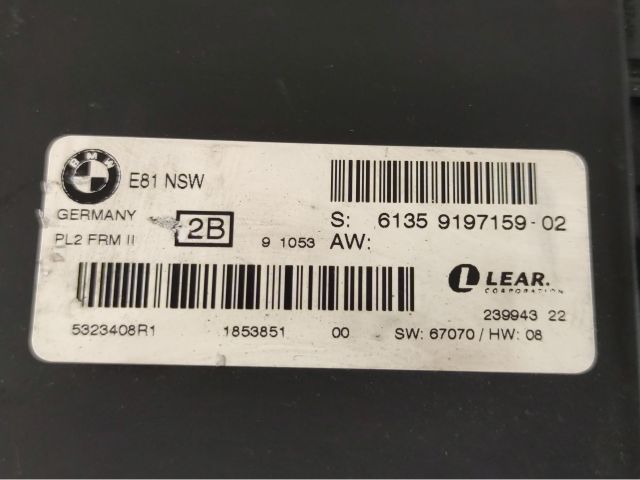 BMW
E81 NSW
GERMANY
2B
S: 6135 9197159-02
PL2 FRM II
9 1053
AW:
LEAR.
CORPORATION
239943 22
5323408R1 1853851 00 SW: 67070 / HW: 08